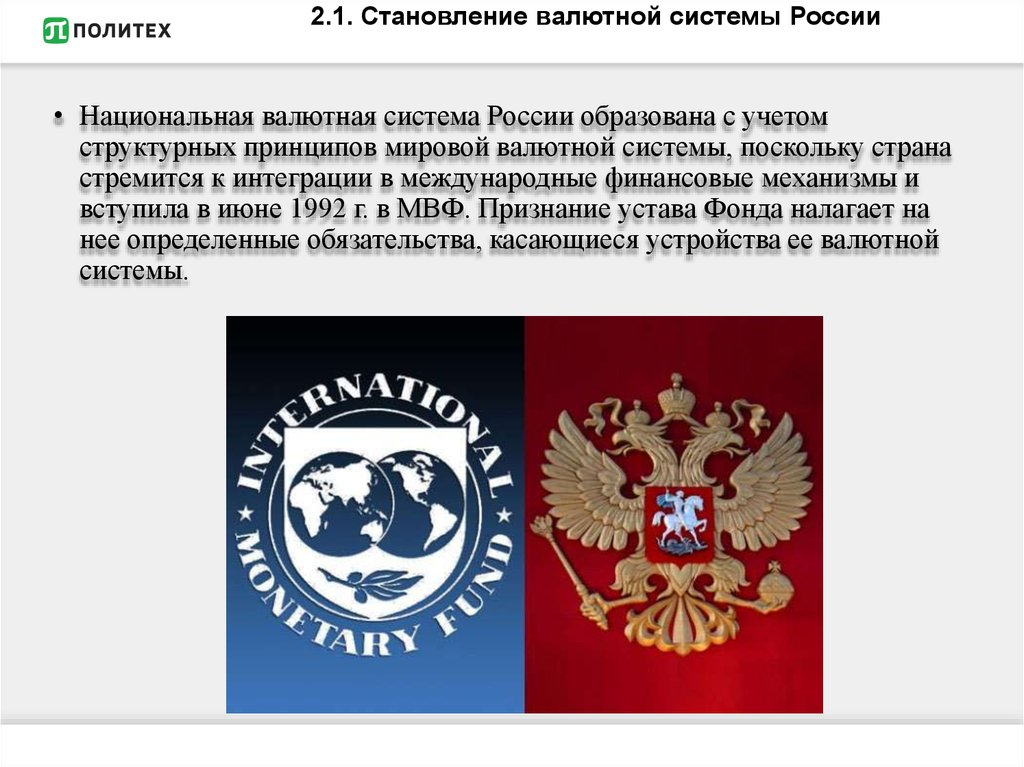 2.1. Становление валютной системы России
ПОЛИТЕХ
• Национальная валютная система России образована с учетом
структурных принципов мировой валютной системы, поскольку страна
стремится к интеграции в международные финансовые механизмы и
вступила в июне 1992 г. в МВФ. Признание устава Фонда налагает на
нее определенные обязательства, касающиеся устройства ее валютной
системы.
INTERNATIONAL
MONETARY FUND